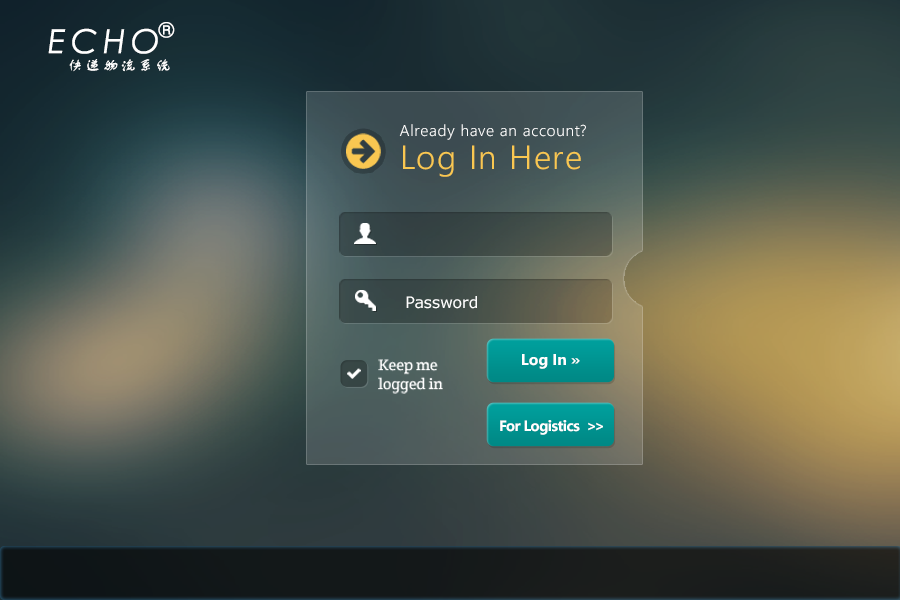 ECHO®
快递物流系统
Already have an account?
Log In Here
Password
Keep me
logged in
Log In »
For Logistics >>